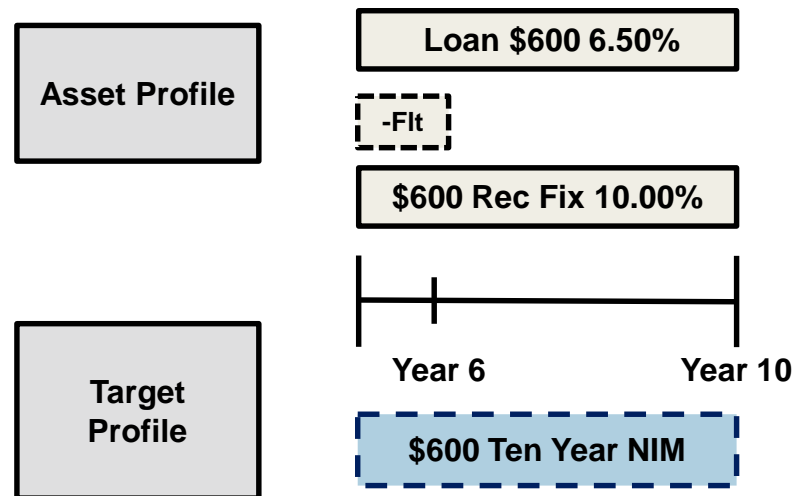 Asset Profile
Loan $600 6.50%
-Flt
$600 Rec Fix 10.00%
Year 6
Year 10
Target
Profile
$600 Ten Year NIM